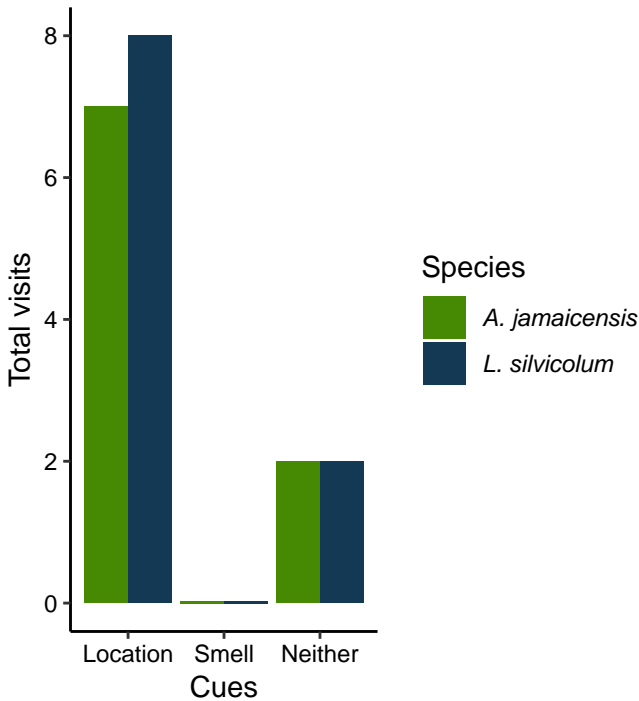 8
6
4
2
0
Total visits
Location Smell Neither
Cues
Species
A. jamaicensis
L. silvicolum